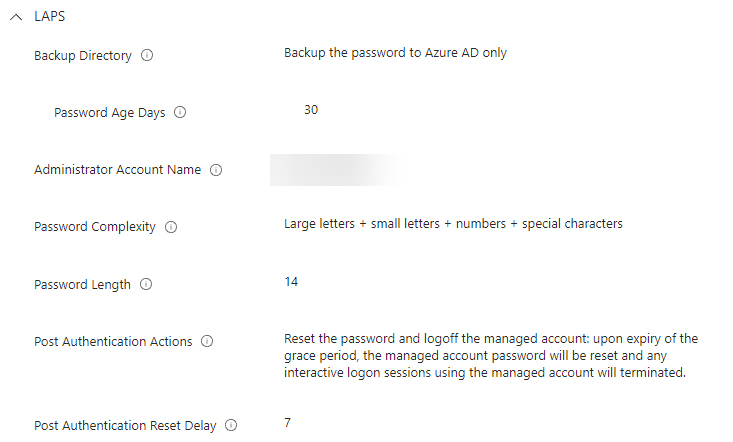 LAPS
Backup Directory
Backup the password to Azure AD only
Password Age Days
30
Administrator Account Name
Password Complexity
Large letters + small letters + numbers + special characters
Password Length
14
Post Authentication Actions
Reset the password and logoff the managed account: upon expiry of the
grace period, the managed account password will be reset and any
interactive logon sessions using the managed account will terminated.
Post Authentication Reset Delay
7